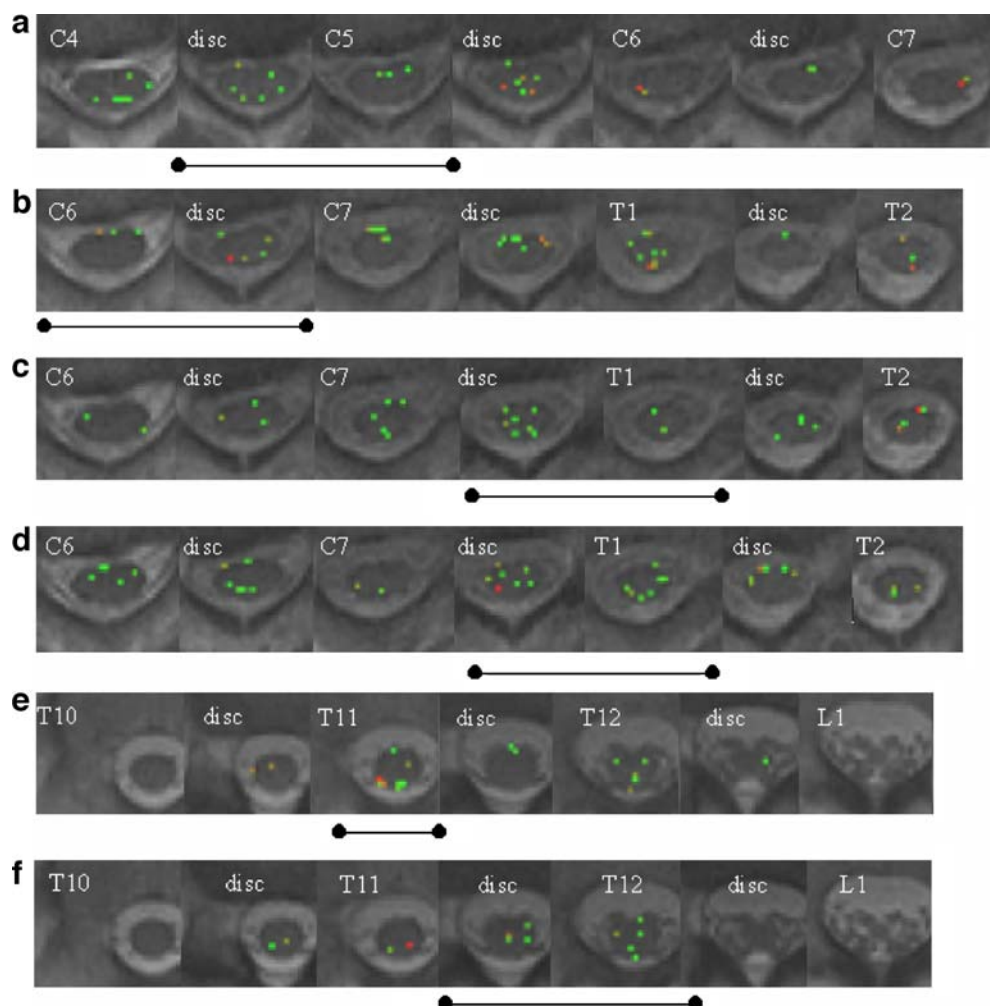 a C4 disc C5 disc C6 disc C7
b C6 disc C7 disc T1 disc T2
c C6 disc C7 disc T1 disc T2
d C6 disc C7 disc T1 disc T2
e T10 disc T11 disc T12 disc L1
f T10 disc T11 disc T12 disc L1